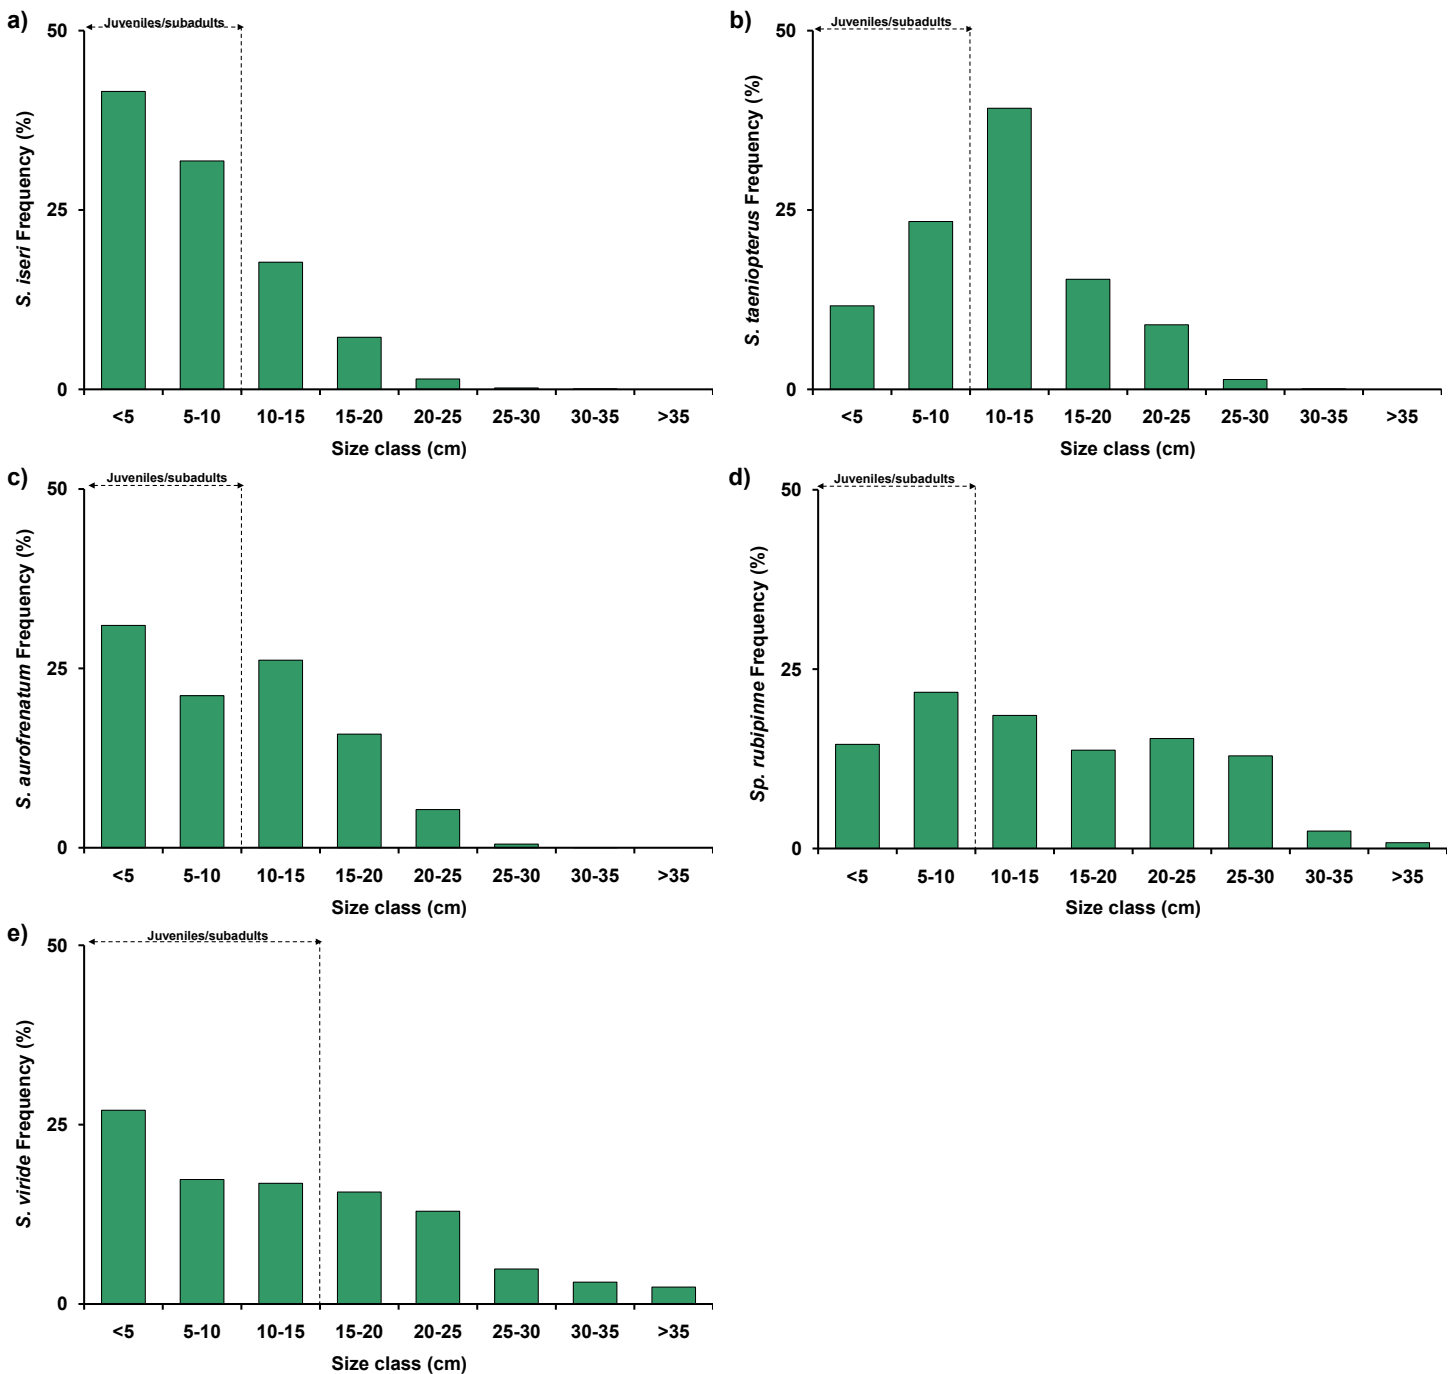 a)
Juveniles/subadults
S. iseri Frequency (%)
50
25
0
<5 5-10 10-15 15-20 20-25 25-30 30-35 >35
Size class (cm)
b)
Juveniles/subadults
S. taeniopterus Frequency (%)
50
25
0
<5 5-10 10-15 15-20 20-25 25-30 30-35 >35
Size class (cm)
c)
Juveniles/subadults
S. aurofrenatum Frequency (%)
50
25
0
<5 5-10 10-15 15-20 20-25 25-30 30-35 >35
Size class (cm)
d)
Juveniles/subadults
Sp. rubipinne Frequency (%)
50
25
0
<5 5-10 10-15 15-20 20-25 25-30 30-35 >35
Size class (cm)
e)
Juveniles/subadults
S. viride Frequency (%)
50
25
0
<5 5-10 10-15 15-20 20-25 25-30 30-35 >35
Size class (cm)